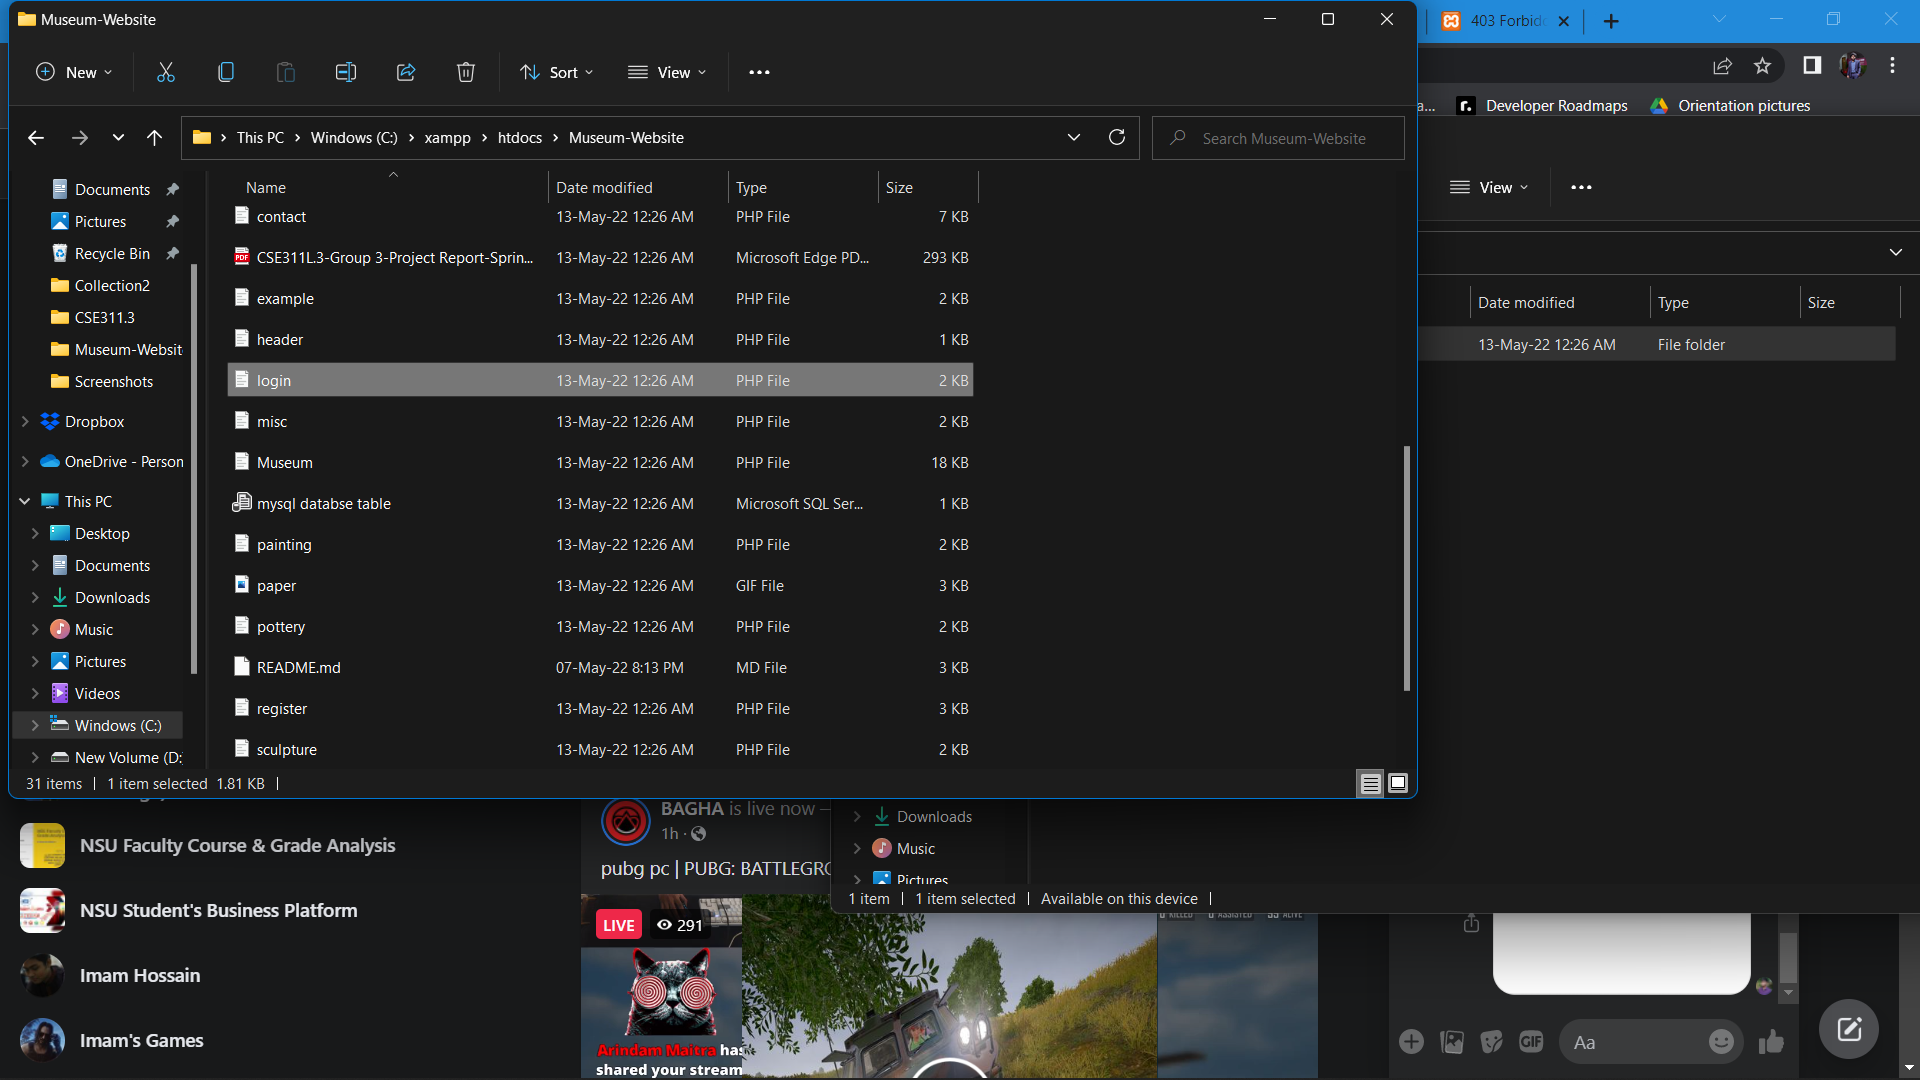 Museum-Website
New
Sort
View
This PC
Windows (C:)
xampp
htdocs
Museum-Website
Search Museum-Website
Documents
Pictures
Recycle Bin
Collection2
CSE311.3
Museum-Websit
Screenshots
Dropbox
OneDrive - Person
This PC
Desktop
Documents
Downloads
Music
Pictures
Videos
Windows (C:)
New Volume (D:
Name Date modified Type Size
contact 13-May-22 12:26 AM PHP File 7 KB
CSE311L.3-Group 3-Project Report-Sprin... 13-May-22 12:26 AM Microsoft Edge PD... 293 KB
example 13-May-22 12:26 AM PHP File 2 KB
header 13-May-22 12:26 AM PHP File 1 KB
login 13-May-22 12:26 AM PHP File 2 KB
misc 13-May-22 12:26 AM PHP File 2 KB
Museum 13-May-22 12:26 AM PHP File 18 KB
mysql databse table 13-May-22 12:26 AM Microsoft SQL Ser... 1 KB
painting 13-May-22 12:26 AM PHP File 2 KB
paper 13-May-22 12:26 AM GIF File 3 KB
pottery 13-May-22 12:26 AM PHP File 2 KB
README.md 07-May-22 8:13 PM MD File 3 KB
register 13-May-22 12:26 AM PHP File 3 KB
sculpture 13-May-22 12:26 AM PHP File 2 KB
31 items 1 item selected 1.81 KB
403 Forbid
a...
r.
Developer Roadmaps
Orientation pictures
View
Date modified Type Size
13-May-22 12:26 AM File folder
Downloads
Music
Pictures
1 item 1 item selected Available on this device
NSU Faculty Course & Grade Analysis
NSU Student's Business Platform
Imam Hossain
Imam's Games
BAGHA is live now —
1h ·
pubg pc | PUBG: BATTLEGR
LIVE 291
KILLED ASSISTED 33 ALIVE
Arindam Maitra has
shared your stream
GIF
Aa